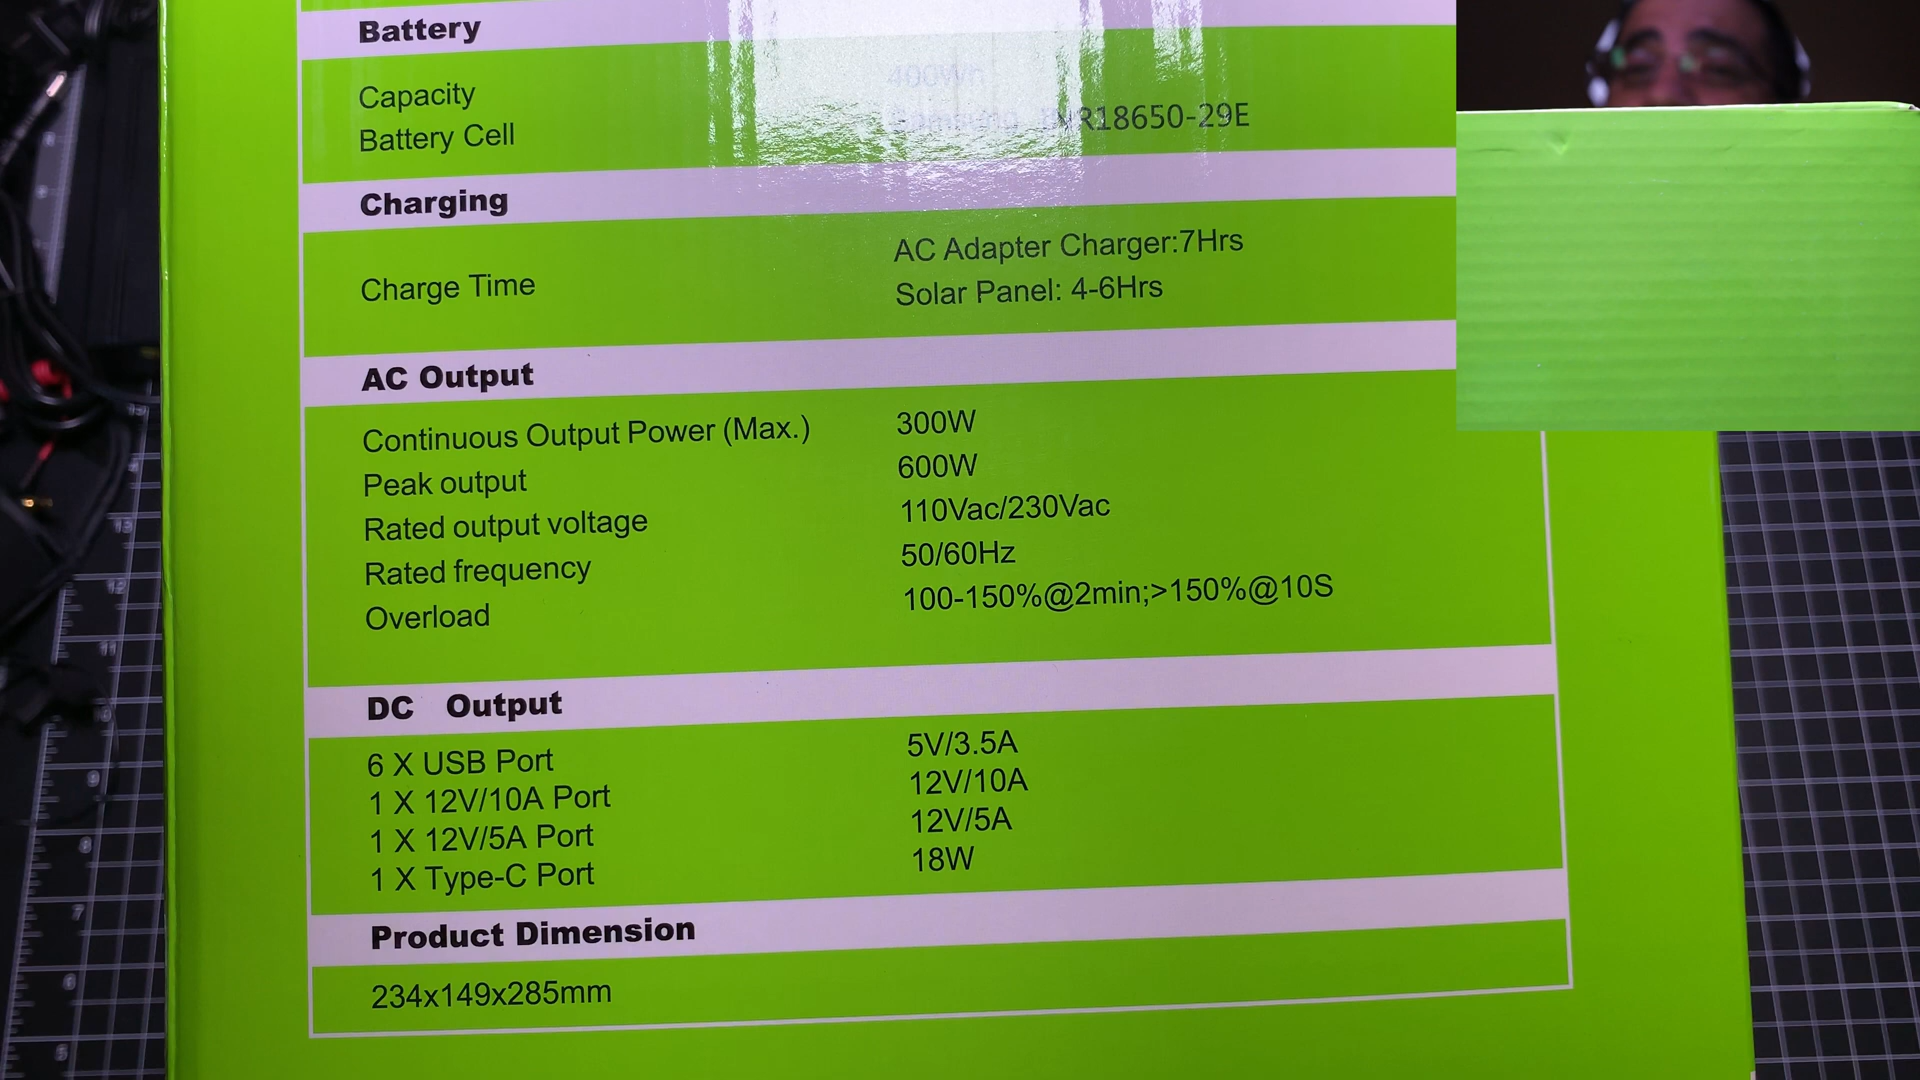 Battery
Capacity 400Wh
Battery Cell Samsung INR18650-29E
Charging
Charge Time
AC Adapter Charger:7Hrs
Solar Panel: 4-6Hrs
AC Output
Continuous Output Power (Max.) 300W
Peak output 600W
Rated output voltage 110Vac/230Vac
Rated frequency 50/60Hz
Overload 100-150%@2min;>150%@10S
DC Output
6 X USB Port 5V/3.5A
1 X 12V/10A Port 12V/10A
1 X 12V/5A Port 12V/5A
1 X Type-C Port 18W
Product Dimension
234x149x285mm